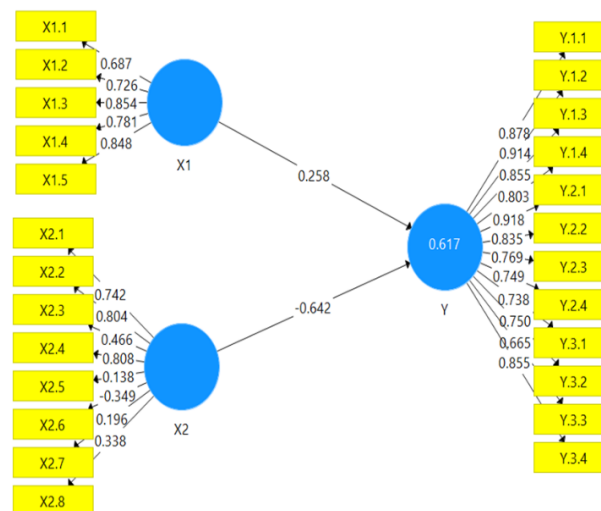 X1.1
X1.2
X1.3
X1.4
X1.5
0.687
0.726
0.854
0.781
0.848
X1
0.258
X2.1
X2.2
X2.3
X2.4
X2.5
X2.6
X2.7
X2.8
0.742
0.804
0.466
0.808
-0.138
-0.349
0.196
0.338
X2
-0.642
0.617
Y
0.878
0.914
0.855
0.803
0.918
0.835
0.769
0.749
0.738
0.750
0.665
0.855
Y.1.1
Y.1.2
Y.1.3
Y.1.4
Y.2.1
Y.2.2
Y.2.3
Y.2.4
Y.3.1
Y.3.2
Y.3.3
Y.3.4